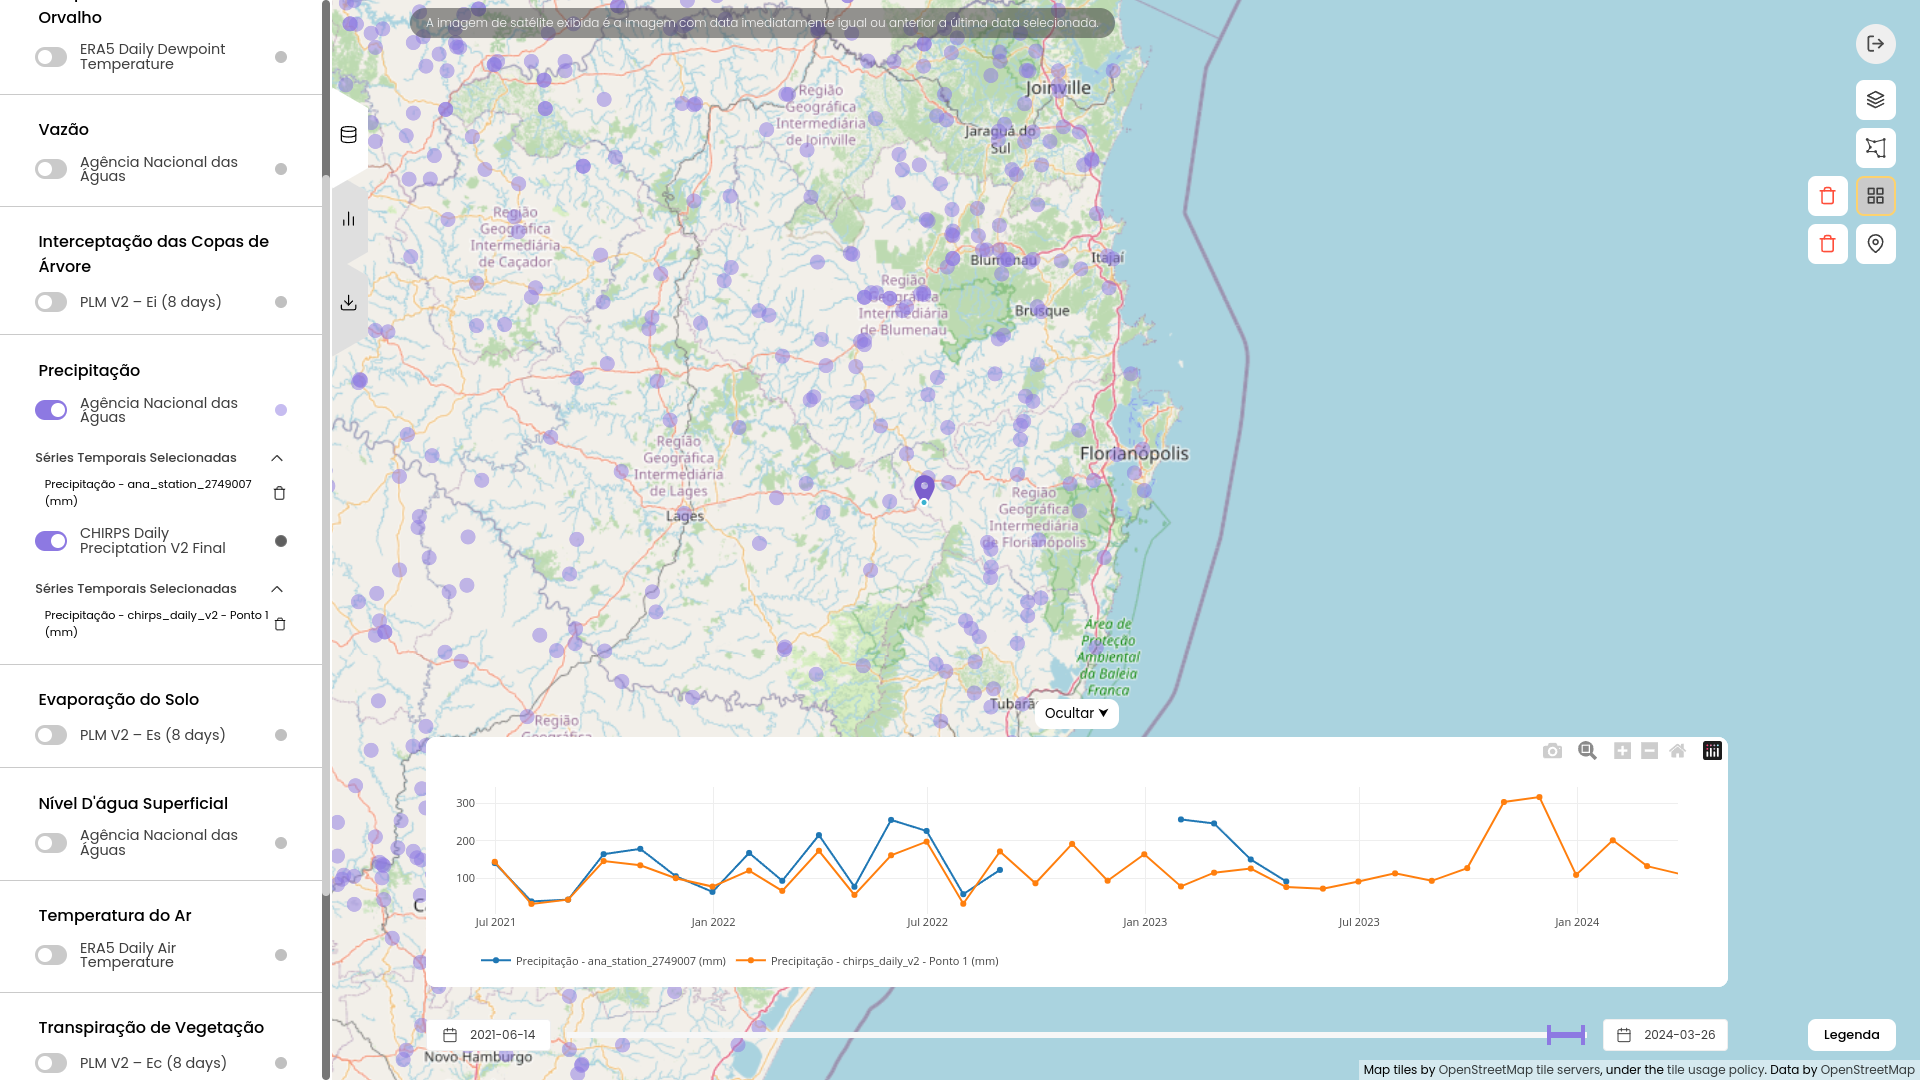 Orvalho
ERA5 Daily Dewpoint
Temperature
Vazão
Agência Nacional das
Águas
Interceptação das Copas de
Árvore
PLM V2 – Ei (8 days)
Precipitação
Agência Nacional das
Águas
Séries Temporais Selecionadas
Precipitação - ana_station_2749007
(mm)
CHIRPS Daily
Preciptation V2 Final
Séries Temporais Selecionadas
Precipitação - chirps_daily_v2 - Ponto 1
(mm)
Evaporação do Solo
PLM V2 – Es (8 days)
Nível D'água Superficial
Agência Nacional das
Águas
Temperatura do Ar
ERA5 Daily Air
Temperature
Transpiração de Vegetação
PLM V2 – Ec (8 days)
A imagem de satélite exibida é a imagem com data imediatamente igual ou anterior a última data selecionada.
Joinville
Região
Geográfica
Intermediária
de Joinville
Jaraguá do
Sul
Região
Geográfica
Intermediária
de Caçador
Blumenau
Itajaí
Região
Geográfica
Intermediária
de Blumenau
Brusque
Região
Geográfica
Intermediária
de Lages
Florianópolis
Lages
Região
Geográfica
Intermediária
de Florianópolis
Área de
Proteção
Ambiental
da Baleia
Franca
Região
Geográfica
Ocultar
300
200
100
Jul 2021
Jan 2022
Jul 2022
Jan 2023
Jul 2023
Jan 2024
Precipitação - ana_station_2749007 (mm)
Precipitação - chirps_daily_v2 - Ponto 1 (mm)
2021-06-14
2024-03-26
Legenda
Novo Hamburgo
Map tiles by OpenStreetMap tile servers, under the tile usage policy. Data by OpenStreetMap